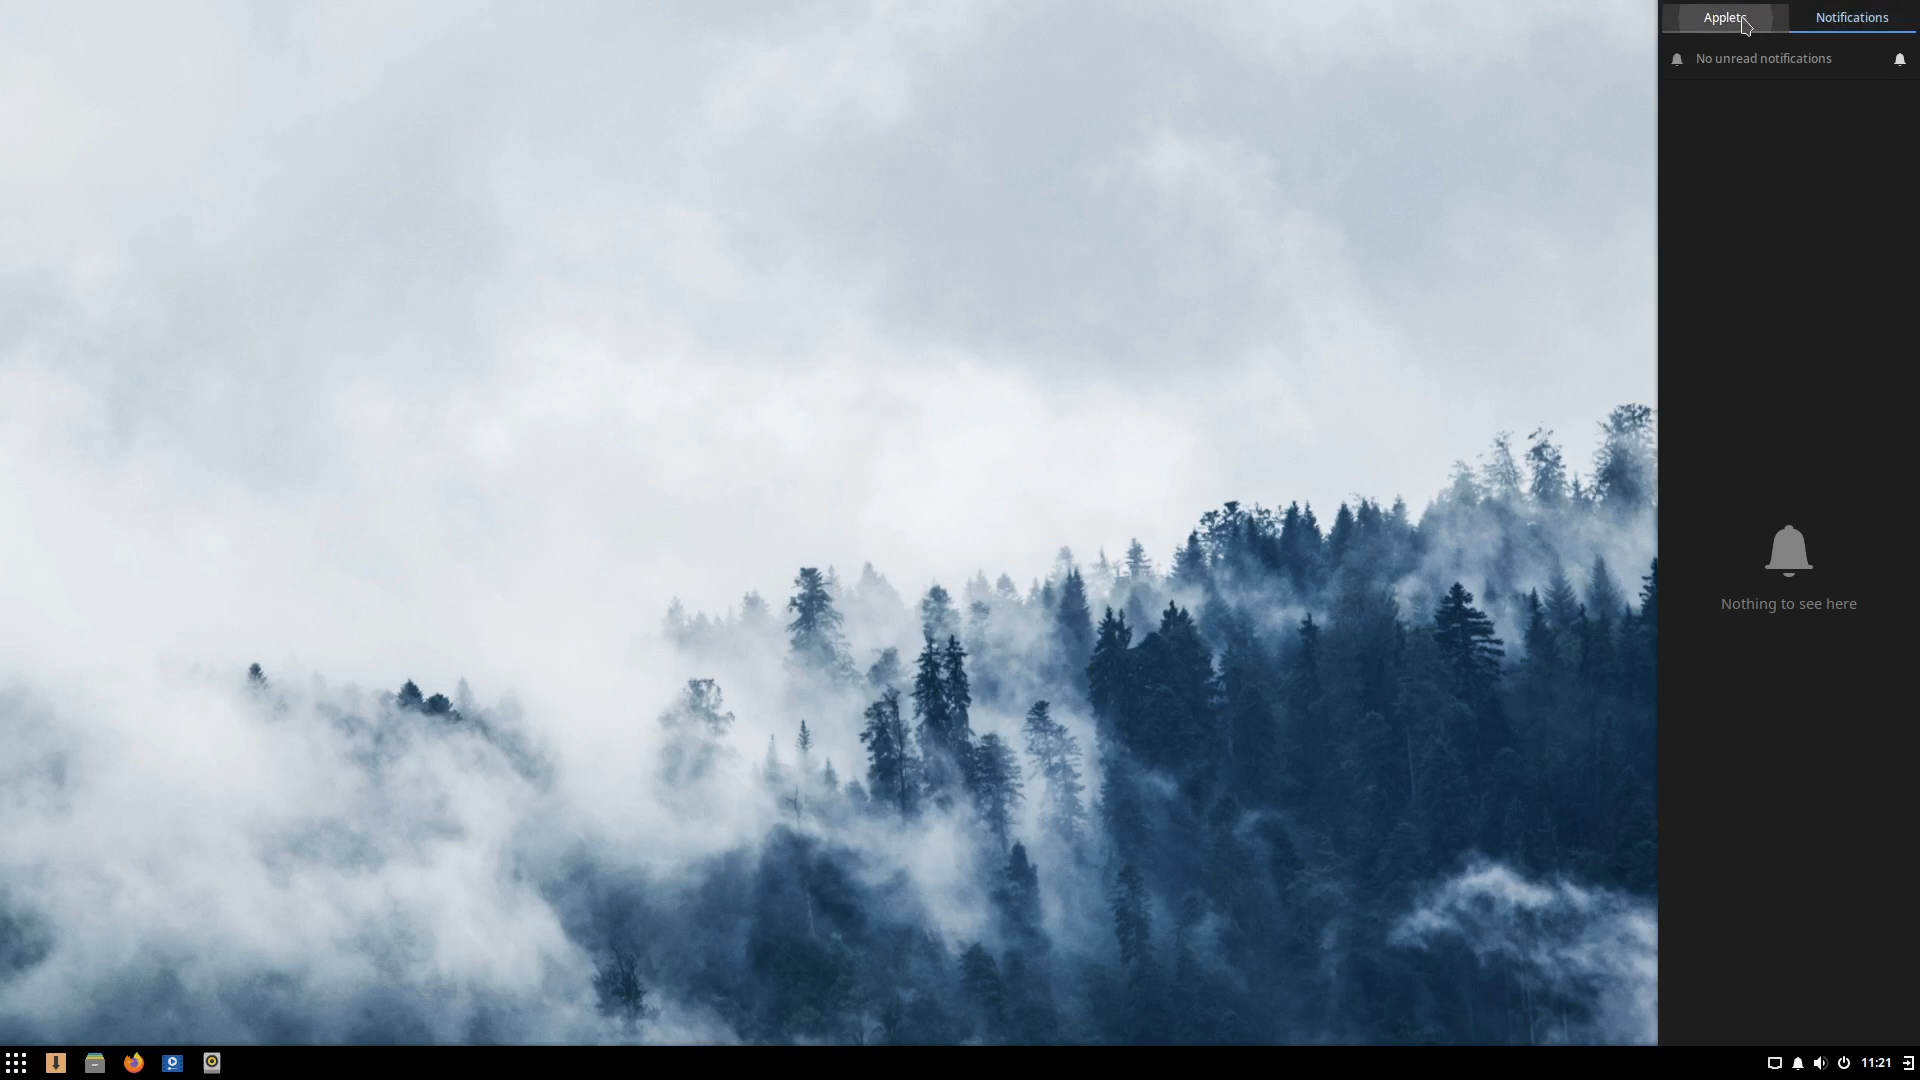 Applets
Notifications
No unread notifications
Nothing to see here
11:21